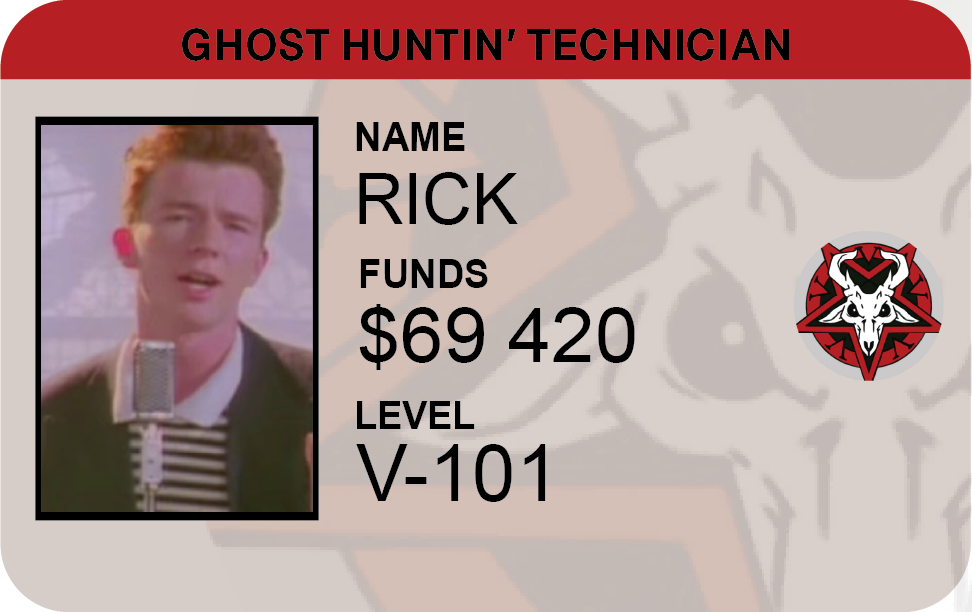 GHOST HUNTIN’ TECHNICIAN
NAME
RICK
FUNDS
$69 420
LEVEL
V-101